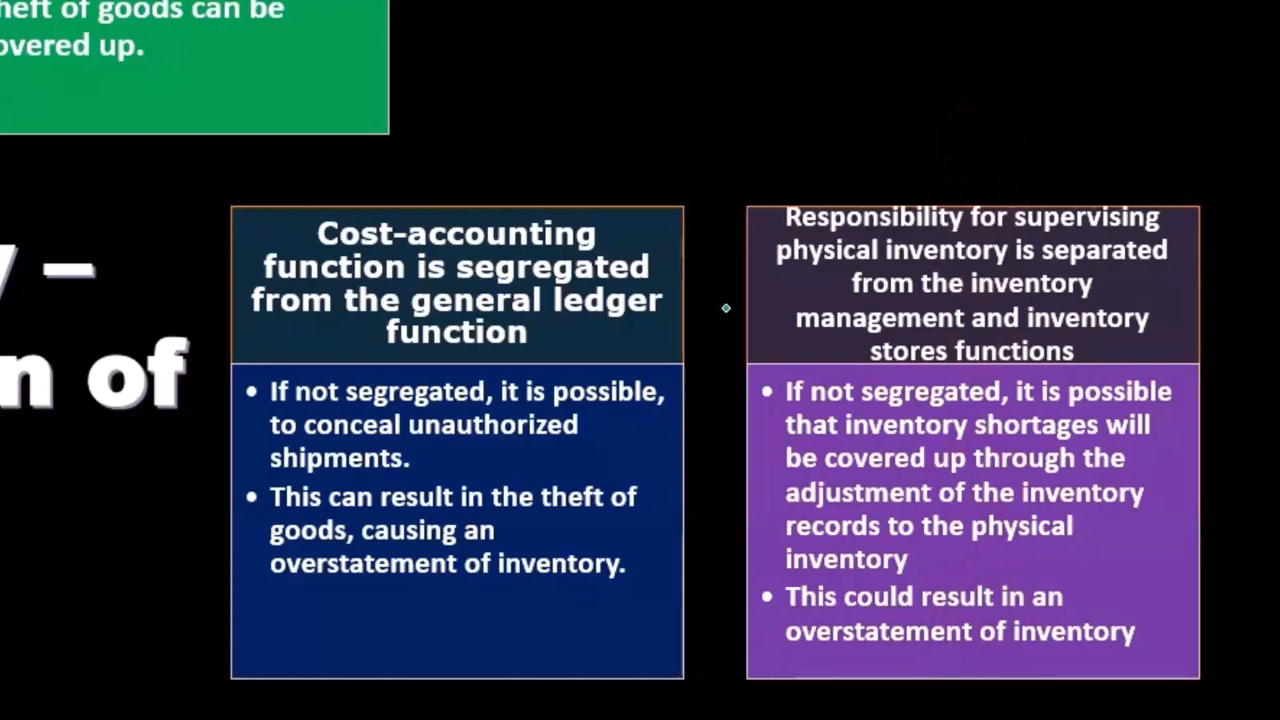 heft of goods can be
overed up.
–
n of
Cost-accounting
function is segregated
from the general ledger
function
• If not segregated, it is possible,
to conceal unauthorized
shipments.
• This can result in the theft of
goods, causing an
overstatement of inventory.
Responsibility for supervising
physical inventory is separated
from the inventory
management and inventory
stores functions
• If not segregated, it is possible
that inventory shortages will
be covered up through the
adjustment of the inventory
records to the physical
inventory
• This could result in an
overstatement of inventory